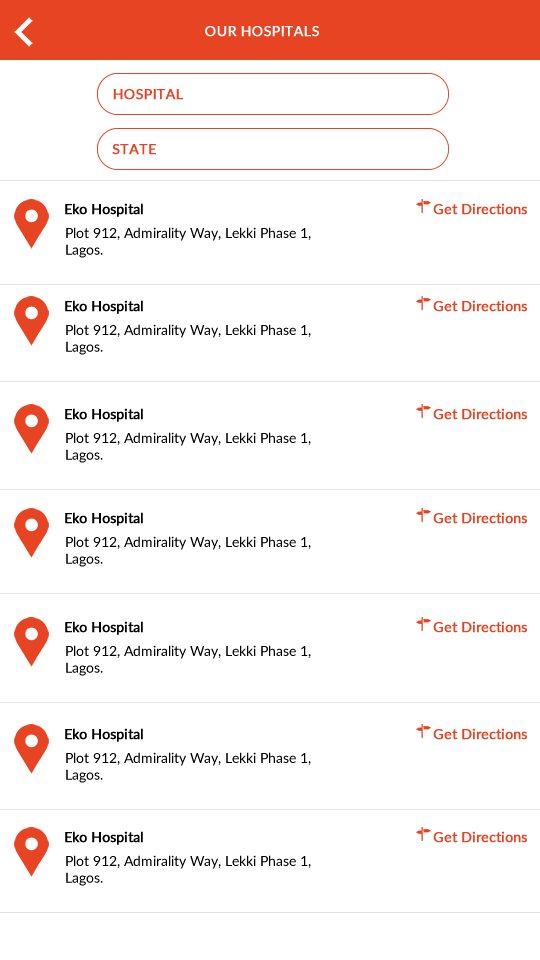 OUR HOSPITALS
HOSPITAL
STATE
Eko Hospital
Get Directions
Plot 912, Admirality Way, Lekki Phase 1,
Lagos.
Eko Hospital
Get Directions
Plot 912, Admirality Way, Lekki Phase 1,
Lagos.
Eko Hospital
Get Directions
Plot 912, Admirality Way, Lekki Phase 1,
Lagos.
Eko Hospital
Get Directions
Plot 912, Admirality Way, Lekki Phase 1,
Lagos.
Eko Hospital
Get Directions
Plot 912, Admirality Way, Lekki Phase 1,
Lagos.
Eko Hospital
Get Directions
Plot 912, Admirality Way, Lekki Phase 1,
Lagos.
Eko Hospital
Get Directions
Plot 912, Admirality Way, Lekki Phase 1,
Lagos.